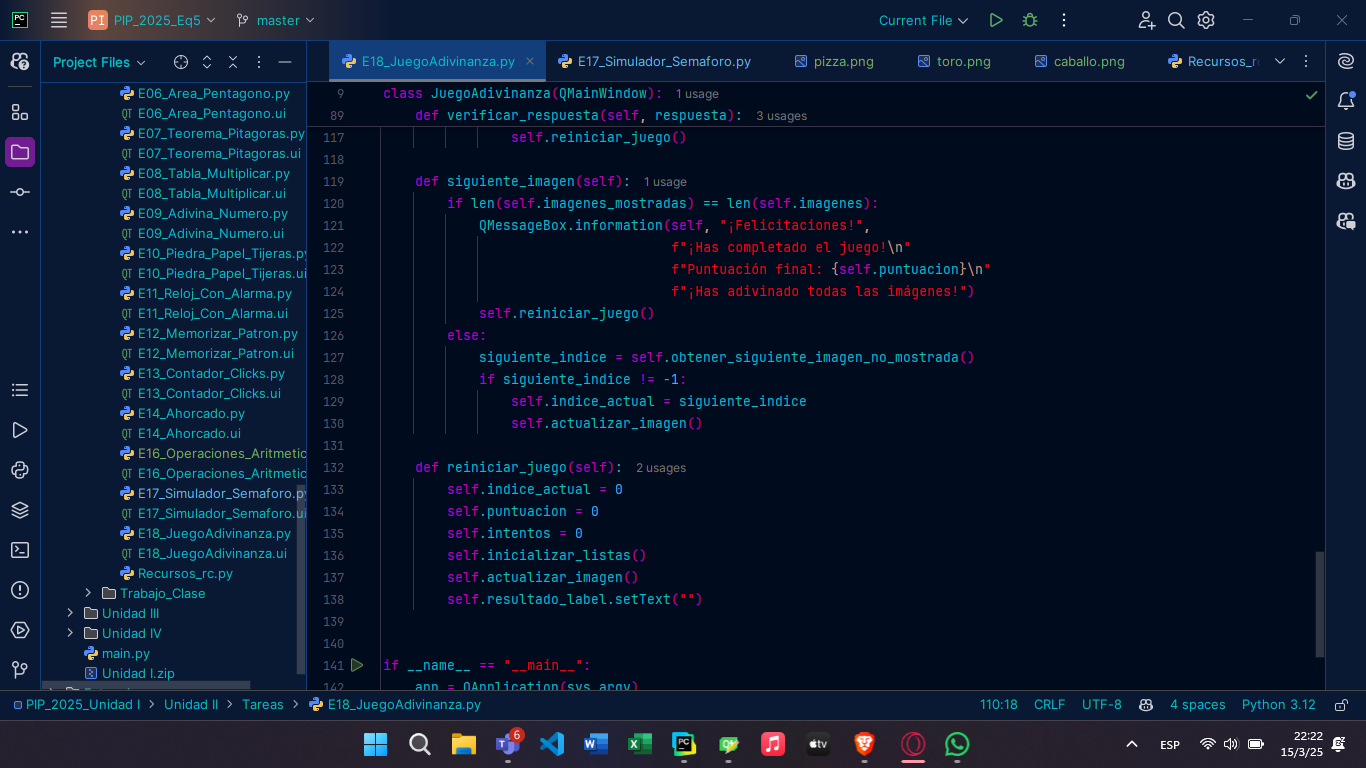 PC PI PIP_2025_Eq5 master Current File
Project Files
E18_JuegoAdivinanza.py E17_Simulador_Semaforo.py pizza.png toro.png caballo.png Recursos_r
E06_Area_Pentagono.py
E06_Area_Pentagono.ui
E07_Teorema_Pitagoras.py
E07_Teorema_Pitagoras.ui
E08_Tabla_Multiplicar.py
E08_Tabla_Multiplicar.ui
E09_Adivina_Numero.py
E09_Adivina_Numero.ui
E10_Piedra_Papel_Tijeras.py
E10_Piedra_Papel_Tijeras.ui
E11_Reloj_Con_Alarma.py
E11_Reloj_Con_Alarma.ui
E12_Memorizar_Patron.py
E12_Memorizar_Patron.ui
E13_Contador_Clicks.py
E13_Contador_Clicks.ui
E14_Ahorcado.py
E14_Ahorcado.ui
E16_Operaciones_Aritmetic
E16_Operaciones_Aritmetic
E17_Simulador_Semaforo.py
E17_Simulador_Semaforo.ui
E18_JuegoAdivinanza.py
E18_JuegoAdivinanza.ui
Recursos_rc.py
Trabajo_Clase
Unidad III
Unidad IV
main.py
Unidad I.zip
9 class JuegoAdivinanza(QMainWindow): 1 usage
89 def verificar_respuesta(self, respuesta): 3 usages
117 self.reiniciar_juego()
118
119 def siguiente_imagen(self): 1 usage
120 if len(self.imagenes_mostradas) == len(self.imagenes):
121 QMessageBox.information(self, "¡Felicitaciones!",
122 f"¡Has completado el juego!\n"
123 f"Puntuación final: {self.puntuacion}\n"
124 f"¡Has adivinado todas las imágenes!")
125 self.reiniciar_juego()
126 else:
127 siguiente_indice = self.obtener_siguiente_imagen_no_mostrada()
128 if siguiente_indice != -1:
129 self.indice_actual = siguiente_indice
130 self.actualizar_imagen()
131
132 def reiniciar_juego(self): 2 usages
133 self.indice_actual = 0
134 self.puntuacion = 0
135 self.intentos = 0
136 self.inicializar_listas()
137 self.actualizar_imagen()
138 self.resultado_label.setText("")
139
140
141 if __name__ == "__main__":
142 app = QApplication(sys.argv)
PIP_2025_Unidad I Unidad II Tareas E18_JuegoAdivinanza.py 110:18 CRLF UTF-8 4 spaces Python 3.12
6 tv ESP 22:22
15/3/25